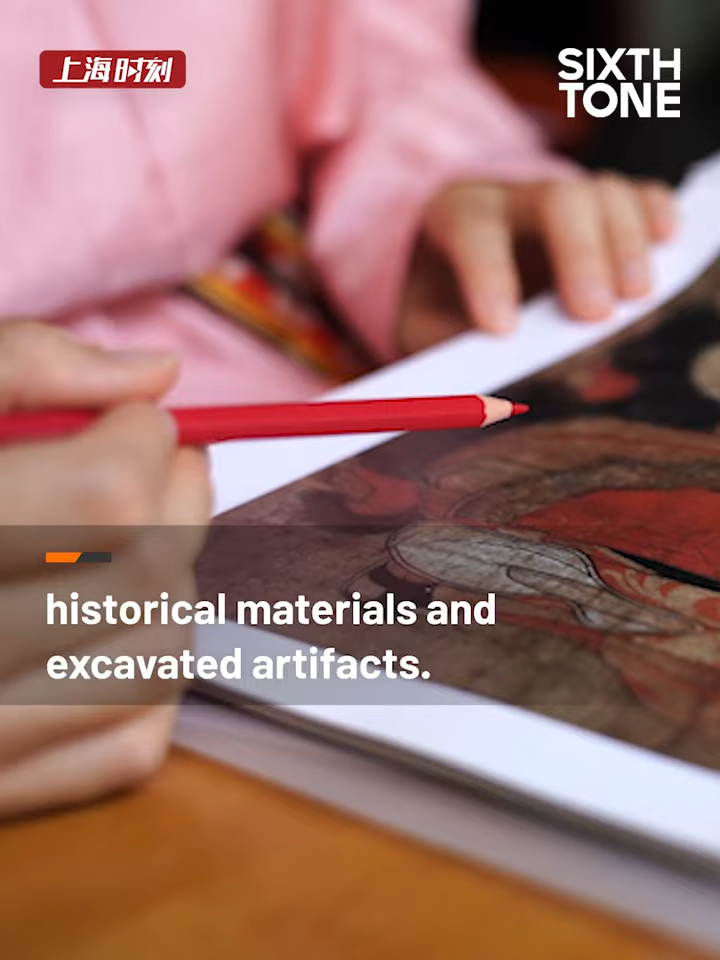 上海时刻
SIXTH
TONE
historical materials and
excavated artifacts.